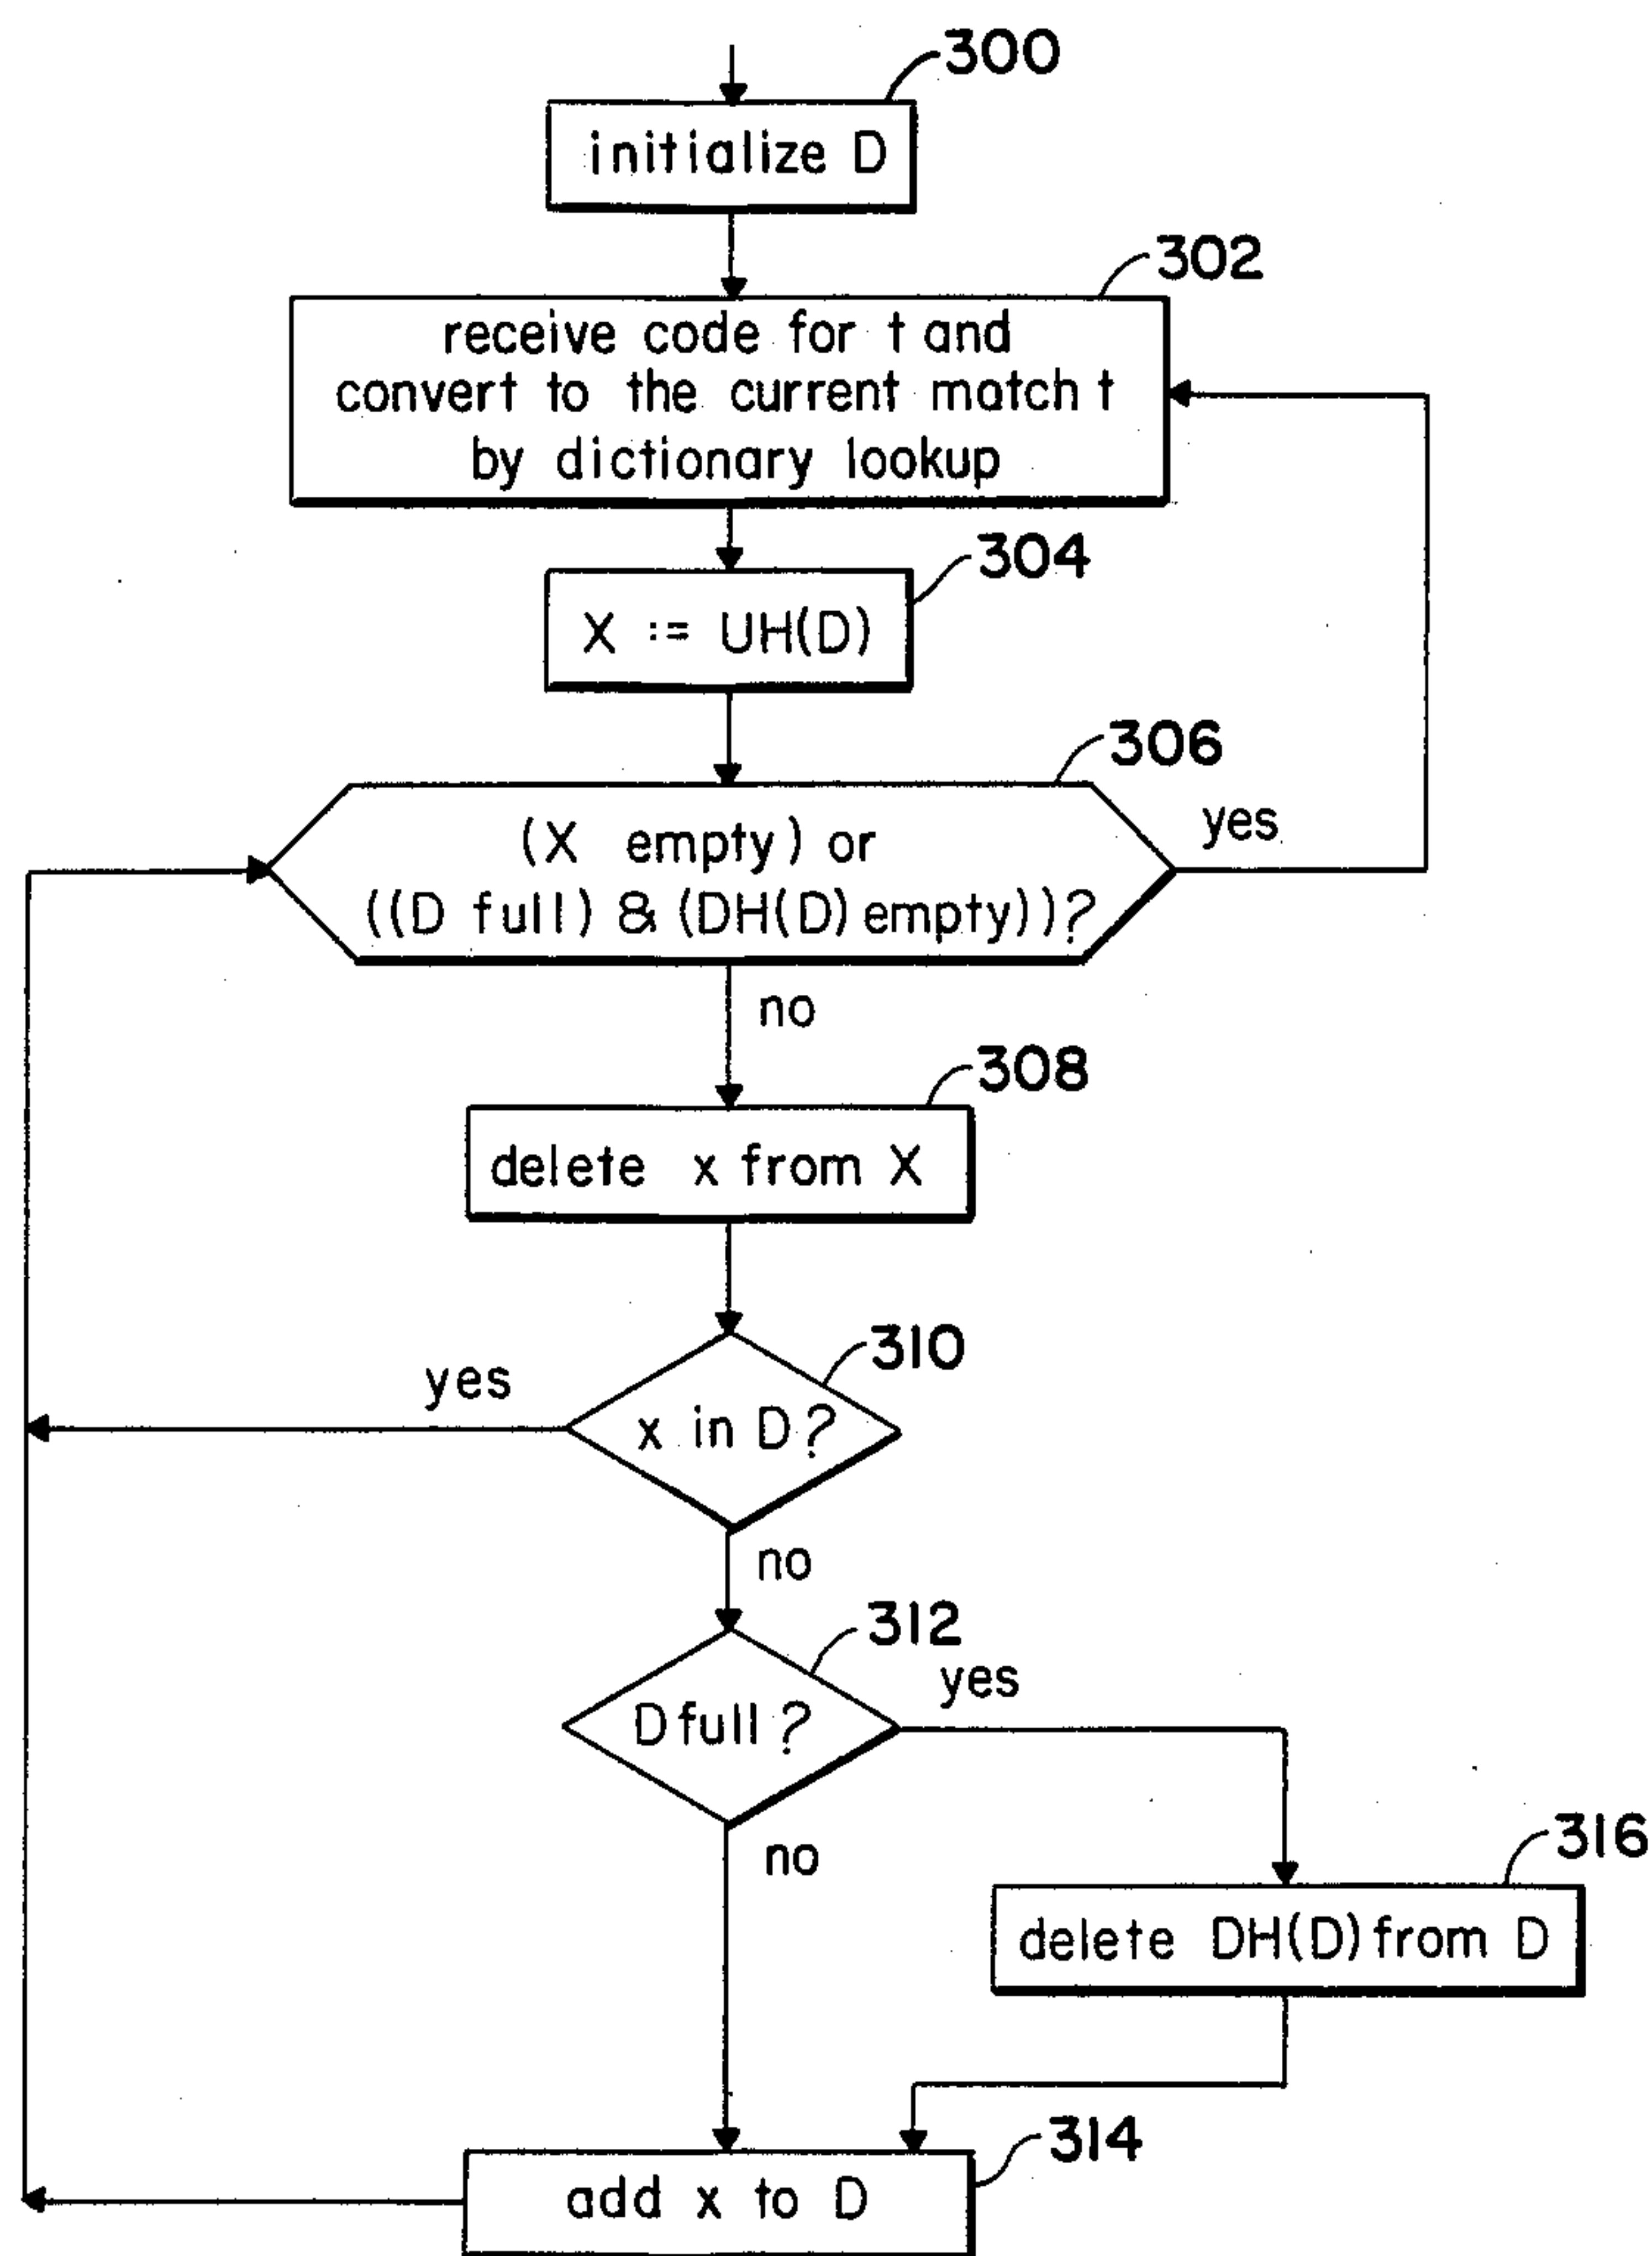 300
initialize D
302
receive code for t and
convert to the current match t
by dictionary lookup
304
X := UH(D)
306
(X empty) or
((D full) & (DH(D) empty))?
yes
no
308
delete x from X
310
yes
x in D?
no
312
yes
D full?
no
316
delete DH(D) from D
314
add x to D